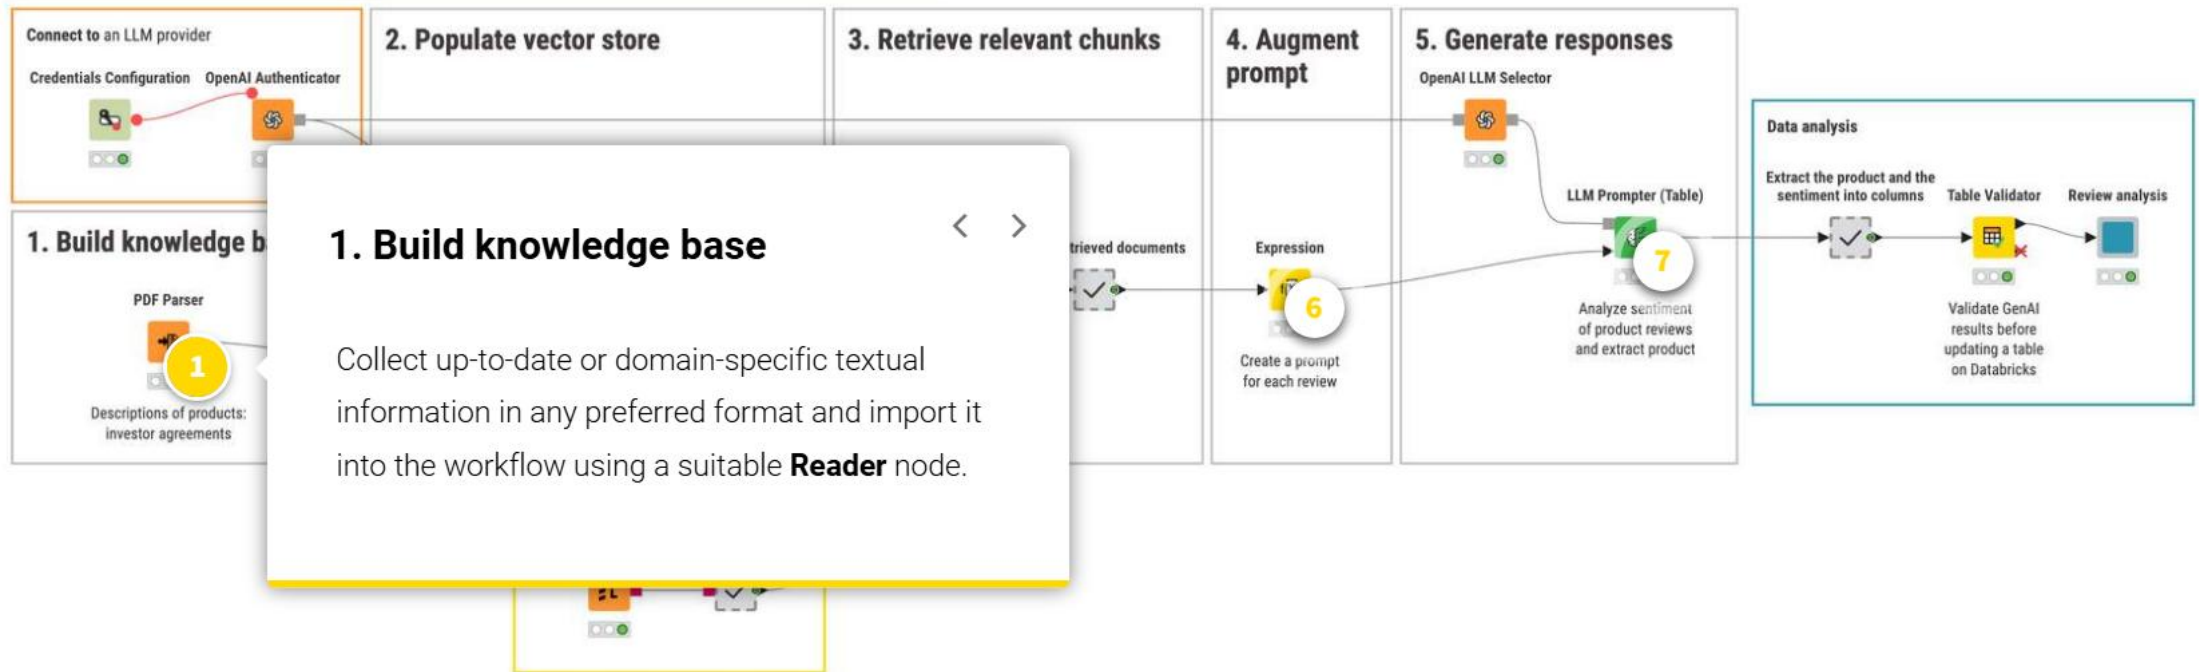 Connect to an LLM provider
Credentials Configuration
OpenAI Authenticator
1. Build knowledge
PDF Parser
1
Descriptions of products:
investor agreements
2. Populate vector store
3. Retrieve relevant chunks
1. Build knowledge base
Collect up-to-date or domain-specific textual
information in any preferred format and import it
into the workflow using a suitable Reader node.
documents
4. Augment
prompt
Expression
6
Create a prompt
for each review
5. Generate responses
OpenAI LLM Selector
LLM Prompter (Table)
7
Analyze sentiment
of product reviews
and extract product
Data analysis
Extract the product and the
sentiment into columns
Table Validator
Validate GenAI
results before
updating a table
on Databricks
Review analysis